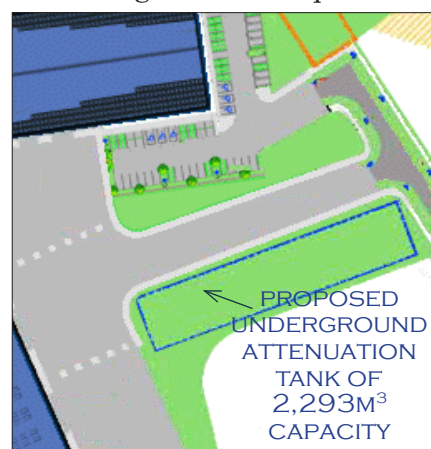 PROPOSED
UNDERGROUND
ATTENUATION
TANK OF
2,293M³
CAPACITY